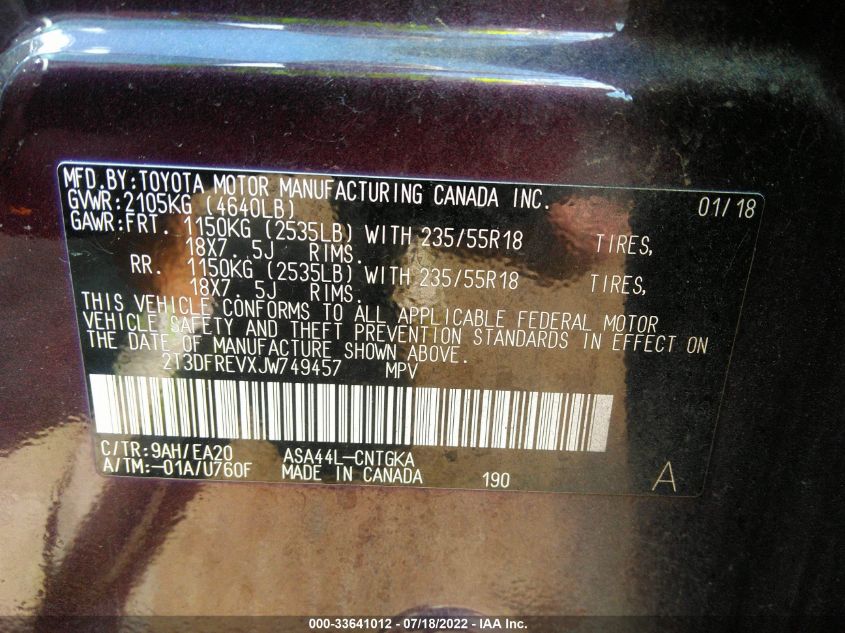 MFD.BY:TOYOTA MOTOR MANUFACTURING CANADA INC. 01/18
GVWR:2105KG (4640LB)
GAWR:FRT. 1150KG (2535LB) WITH 235/55R18 TIRES,
18X7. 5J RIMS.
RR. 1150KG (2535LB) WITH 235/55R18 TIRES,
18X7. 5J RIMS.
THIS VEHICLE CONFORMS TO ALL APPLICABLE FEDERAL MOTOR
VEHICLE SAFETY AND THEFT PREVENTION STANDARDS IN EFFECT ON
THE DATE OF MANUFACTURE SHOWN ABOVE.
2T3DFREVXJW749457 MPV
C/TR:9AH/EA20 ASA44L-CNTGKA
A/TM:-01A/U760F MADE IN CANADA 190 A
000-33641012 - 07/18/2022 - IAA Inc.